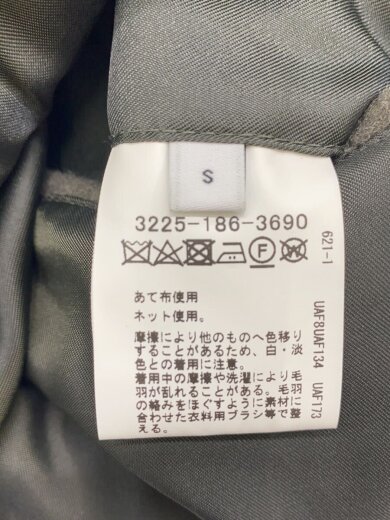 S
3225-186-3690
F
W
あて布使用
ネット使用。
摩擦により他のものへ色移り
することがあるため、白・淡
色との着用に注意。
着用中の摩擦や洗濯により毛
羽が乱れることがある。毛羽
の絡みをほぐすように素材に
合わせた衣料用ブラシ等で整
える。
621-1
UAF8UAF134
UAF173